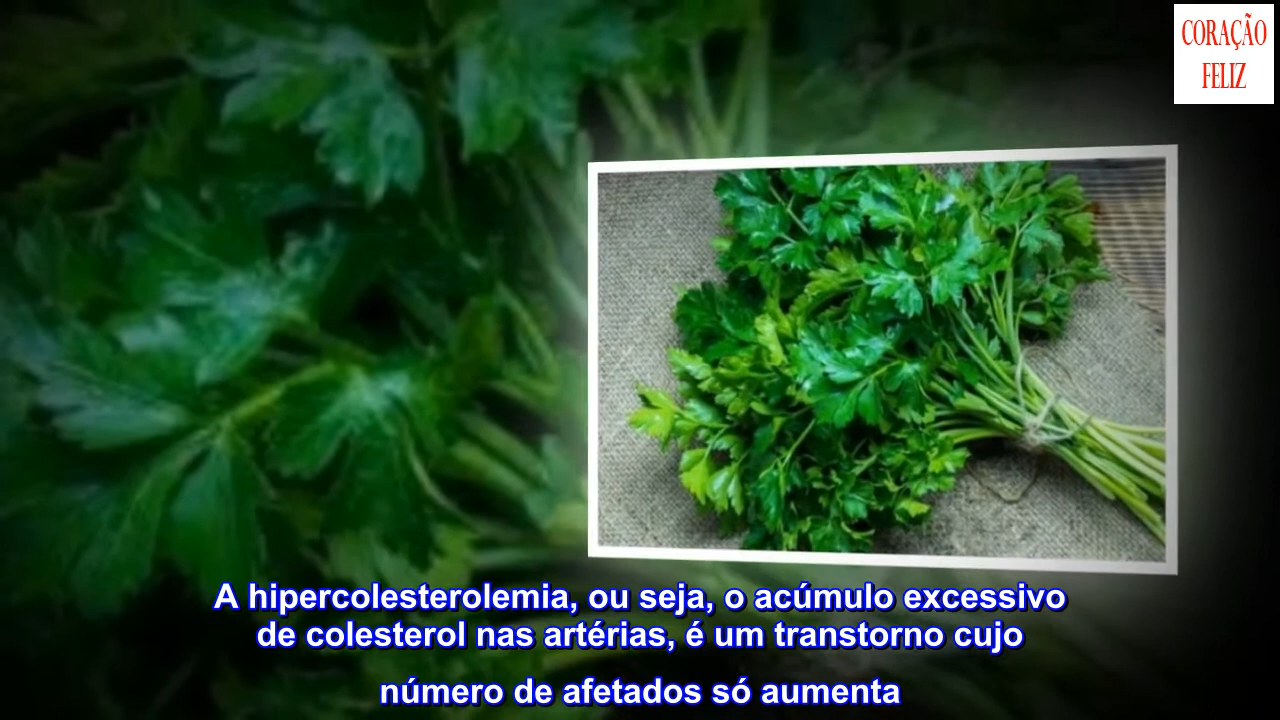 CORAÇÃO
FELIZ
A hipercolesterolemia, ou seja, o acúmulo excessivo
de colesterol nas artérias, é um transtorno cujo
número de afetados só aumenta